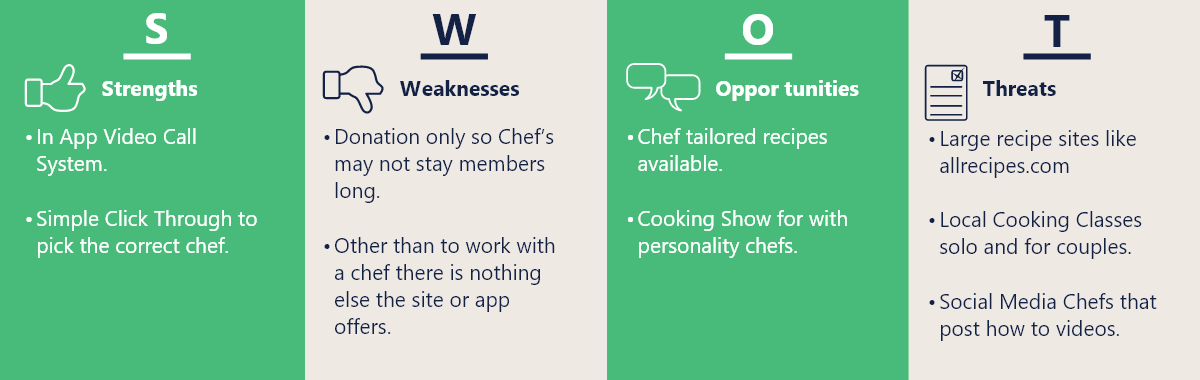 S
Strengths
• In App Video Call
System.
• Simple Click Through to
pick the correct chef.
W
Weaknesses
• Donation only so Chef’s
may not stay members
long.
• Other than to work with
a chef there is nothing
else the site or app
offers.
O
Oppor tunities
• Chef tailored recipes
available.
• Cooking Show for with
personality chefs.
T
Threats
• Large recipe sites like
allrecipes.com
• Local Cooking Classes
solo and for couples.
• Social Media Chefs that
post how to videos.